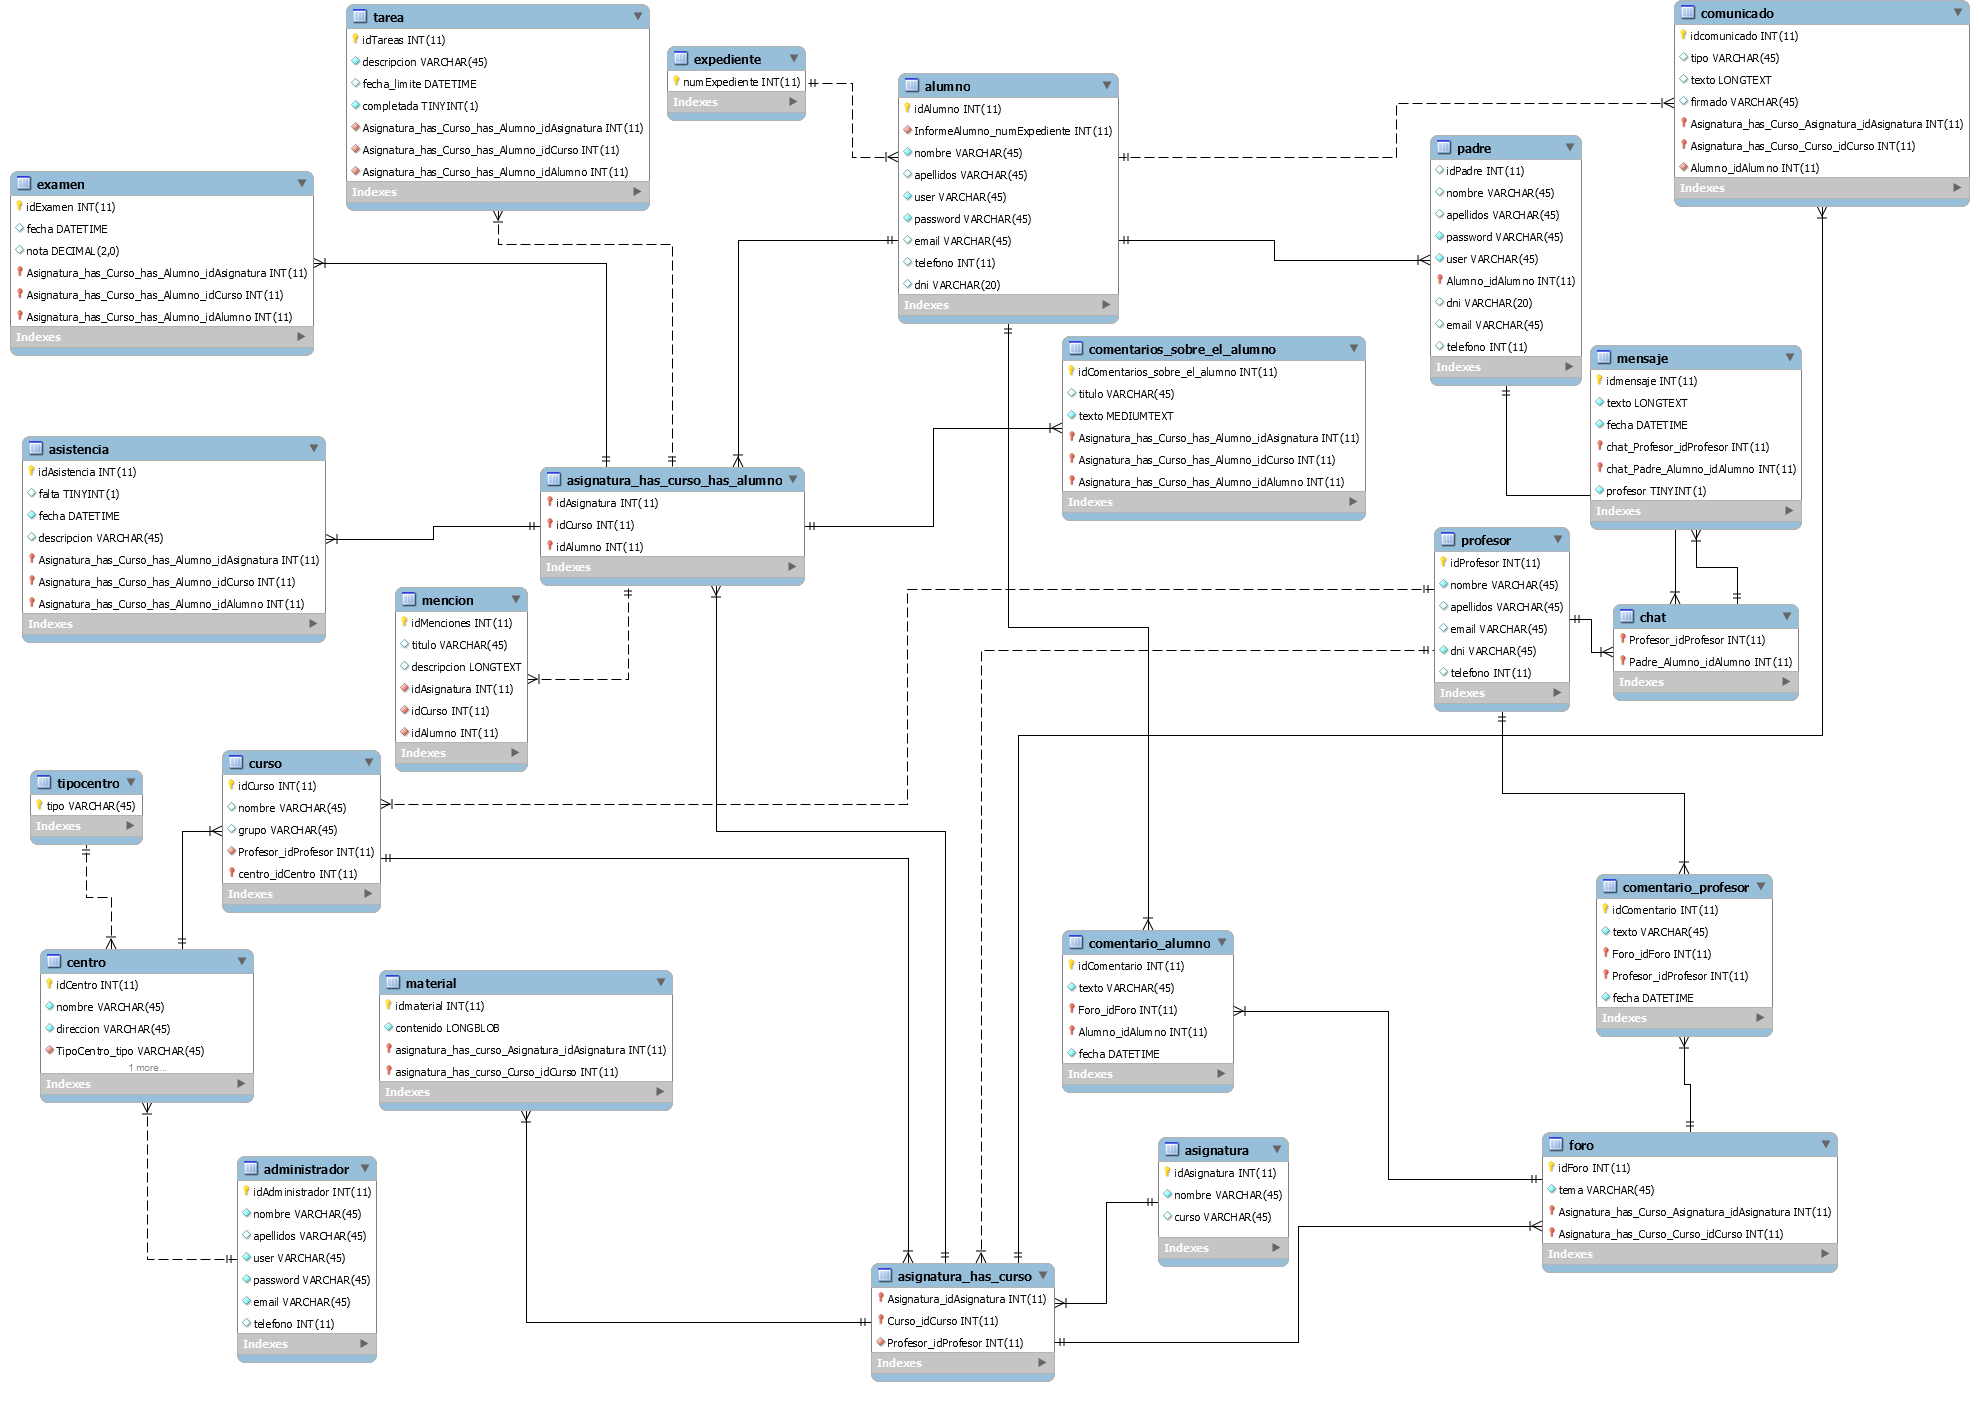 tarea
idTareas INT(11)
descripcion VARCHAR(45)
fecha_limite DATETIME
completada TINYINT(1)
Asignatura_has_Curso_has_Alumno_idAsignatura INT(11)
Asignatura_has_Curso_has_Alumno_idCurso INT(11)
Asignatura_has_Curso_has_Alumno_idAlumno INT(11)
Indexes
expediente
numExpediente INT(11)
Indexes
alumno
idAlumno INT(11)
InformeAlumno_numExpediente INT(11)
nombre VARCHAR(45)
apellidos VARCHAR(45)
user VARCHAR(45)
password VARCHAR(45)
email VARCHAR(45)
telefono INT(11)
dni VARCHAR(20)
Indexes
comunicado
idcomunicado INT(11)
tipo VARCHAR(45)
texto LONGTEXT
firmado VARCHAR(45)
Asignatura_has_Curso_Asignatura_idAsignatura INT(11)
Asignatura_has_Curso_Curso_idCurso INT(11)
Alumno_idAlumno INT(11)
Indexes
padre
idPadre INT(11)
nombre VARCHAR(45)
apellidos VARCHAR(45)
password VARCHAR(45)
user VARCHAR(45)
Alumno_idAlumno INT(11)
dni VARCHAR(20)
email VARCHAR(45)
telefono INT(11)
Indexes
examen
idExamen INT(11)
fecha DATETIME
nota DECIMAL(2,0)
Asignatura_has_Curso_has_Alumno_idAsignatura INT(11)
Asignatura_has_Curso_has_Alumno_idCurso INT(11)
Asignatura_has_Curso_has_Alumno_idAlumno INT(11)
Indexes
comentarios_sobre_el_alumno
idComentarios_sobre_el_alumno INT(11)
titulo VARCHAR(45)
texto MEDIUMTEXT
Asignatura_has_Curso_has_Alumno_idAsignatura INT(11)
Asignatura_has_Curso_has_Alumno_idCurso INT(11)
Asignatura_has_Curso_has_Alumno_idAlumno INT(11)
Indexes
mensaje
idmensaje INT(11)
texto LONGTEXT
fecha DATETIME
chat_Profesor_idProfesor INT(11)
chat_Padre_Alumno_idAlumno INT(11)
profesor TINYINT(1)
Indexes
asistencia
idAsistencia INT(11)
falta TINYINT(1)
fecha DATETIME
descripcion VARCHAR(45)
Asignatura_has_Curso_has_Alumno_idAsignatura INT(11)
Asignatura_has_Curso_has_Alumno_idCurso INT(11)
Asignatura_has_Curso_has_Alumno_idAlumno INT(11)
Indexes
asignatura_has_curso_has_alumno
idAsignatura INT(11)
idCurso INT(11)
idAlumno INT(11)
Indexes
profesor
idProfesor INT(11)
nombre VARCHAR(45)
apellidos VARCHAR(45)
email VARCHAR(45)
dni VARCHAR(45)
telefono INT(11)
Indexes
chat
Profesor_idProfesor INT(11)
Padre_Alumno_idAlumno INT(11)
Indexes
mencion
idMenciones INT(11)
titulo VARCHAR(45)
descripcion LONGTEXT
idAsignatura INT(11)
idCurso INT(11)
idAlumno INT(11)
Indexes
tipocentro
tipo VARCHAR(45)
Indexes
curso
idCurso INT(11)
nombre VARCHAR(45)
grupo VARCHAR(45)
Profesor_idProfesor INT(11)
centro_idCentro INT(11)
Indexes
centro
idCentro INT(11)
nombre VARCHAR(45)
direccion VARCHAR(45)
TipoCentro_tipo VARCHAR(45)
1 more...
Indexes
material
idmaterial INT(11)
contenido LONGBLOB
asignatura_has_curso_Asignatura_idAsignatura INT(11)
asignatura_has_curso_Curso_idCurso INT(11)
Indexes
comentario_alumno
idComentario INT(11)
texto VARCHAR(45)
Foro_idForo INT(11)
Alumno_idAlumno INT(11)
fecha DATETIME
Indexes
comentario_profesor
idComentario INT(11)
texto VARCHAR(45)
Foro_idForo INT(11)
Profesor_idProfesor INT(11)
fecha DATETIME
Indexes
administrador
idAdministrador INT(11)
nombre VARCHAR(45)
apellidos VARCHAR(45)
user VARCHAR(45)
password VARCHAR(45)
email VARCHAR(45)
telefono INT(11)
Indexes
asignatura
idAsignatura INT(11)
nombre VARCHAR(45)
curso VARCHAR(45)
Indexes
foro
idForo INT(11)
tema VARCHAR(45)
Asignatura_has_Curso_Asignatura_idAsignatura INT(11)
Asignatura_has_Curso_Curso_idCurso INT(11)
Indexes
asignatura_has_curso
Asignatura_idAsignatura INT(11)
Curso_idCurso INT(11)
Profesor_idProfesor INT(11)
Indexes